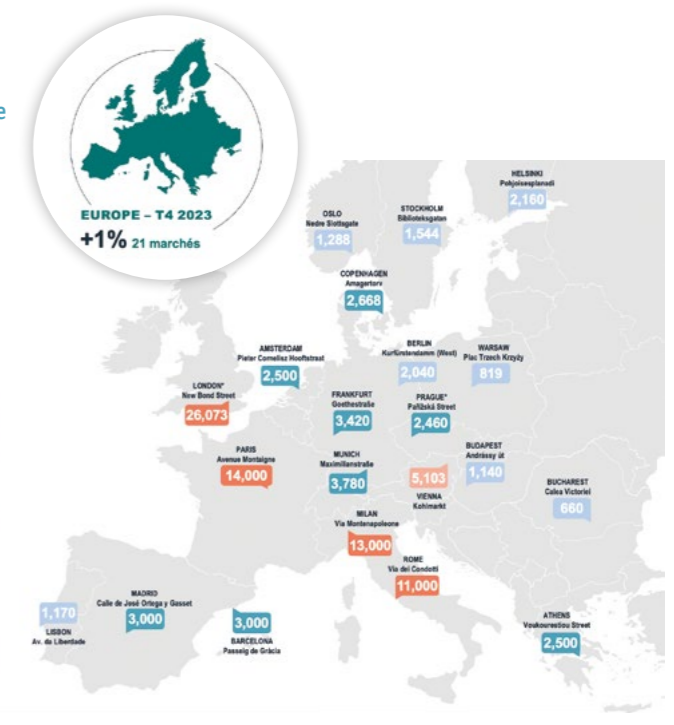 e
EUROPE – T4 2023
+1% 21 marchés
HELSINKI
Pohjoisesplanadi
2,160
OSLO
Nedre Slottsgate
1,288
STOCKHOLM
Biblioteksgatan
1,544
COPENHAGEN
Amagertorv
2,668
AMSTERDAM
Pieter Cornelisz Hooftstraat
2,500
BERLIN
Kurfürstendamm (West)
2,040
WARSAW
Plac Trzech Krzyży
819
LONDON*
New Bond Street
26,073
FRANKFURT
Goethestraße
3,420
PRAGUE*
Pařížská Street
2,460
PARIS
Avenue Montaigne
14,000
MUNICH
Maximilianstraße
3,780
5,103
VIENNA
Kohlmarkt
BUDAPEST
Andrássy út
1,140
BUCHAREST
Calea Victoriei
660
MILAN
Via Montenapoleone
13,000
ROME
Via dei Condotti
11,000
1,170
LISBON
Av. da Liberdade
MADRID
Calle de José Ortega y Gasset
3,000
3,000
BARCELONA
Passeig de Gràcia
ATHENS
Voukourestiou Street
2,500